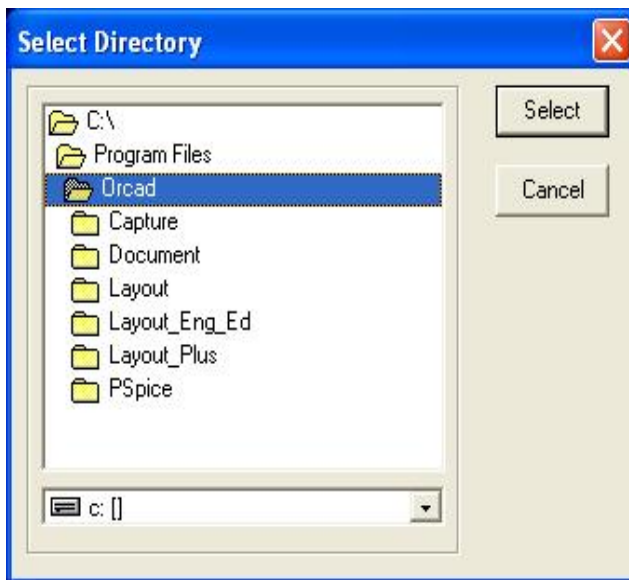 Select Directory
C:\
Program Files
Orcad
Capture
Document
Layout
Layout_Eng_Ed
Layout_Plus
PSpice
c: []
Select
Cancel